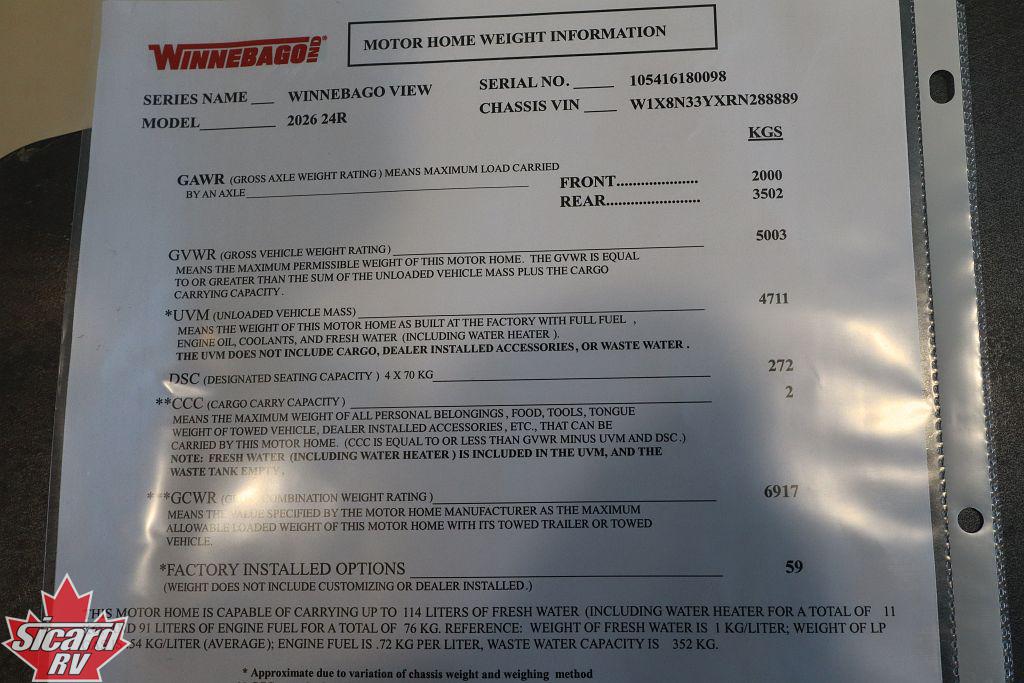 WINNEBAGO IND®
MOTOR HOME WEIGHT INFORMATION
SERIES NAME ___ WINNEBAGO VIEW
SERIAL NO. _____ 105416180098
MODEL_________ 2026 24R
CHASSIS VIN ____ W1X8N33YXRN288889
KGS
GAWR (GROSS AXLE WEIGHT RATING ) MEANS MAXIMUM LOAD CARRIED
BY AN AXLE
FRONT.................... 2000
REAR....................... 3502
GVWR (GROSS VEHICLE WEIGHT RATING ) 5003
MEANS THE MAXIMUM PERMISSIBLE WEIGHT OF THIS MOTOR HOME. THE GVWR IS EQUAL
TO OR GREATER THAN THE SUM OF THE UNLOADED VEHICLE MASS PLUS THE CARGO
CARRYING CAPACITY.
*UVM (UNLOADED VEHICLE MASS) 4711
MEANS THE WEIGHT OF THIS MOTOR HOME AS BUILT AT THE FACTORY WITH FULL FUEL ,
ENGINE OIL, COOLANTS, AND FRESH WATER (INCLUDING WATER HEATER ).
THE UVM DOES NOT INCLUDE CARGO, DEALER INSTALLED ACCESSORIES, OR WASTE WATER .
DSC (DESIGNATED SEATING CAPACITY ) 4 X 70 KG 272
**CCC (CARGO CARRY CAPACITY ) 2
MEANS THE MAXIMUM WEIGHT OF ALL PERSONAL BELONGINGS, FOOD, TOOLS, TONGUE
WEIGHT OF TOWED VEHICLE, DEALER INSTALLED ACCESSORIES, ETC., THAT CAN BE
CARRIED BY THIS MOTOR HOME. (CCC IS EQUAL TO OR LESS THAN GVWR MINUS UVM AND DSC.)
NOTE: FRESH WATER (INCLUDING WATER HEATER ) IS INCLUDED IN THE UVM, AND THE
WASTE TANK EMPTY.
***GCWR (GROSS COMBINATION WEIGHT RATING ) 6917
MEANS THE VALUE SPECIFIED BY THE MOTOR HOME MANUFACTURER AS THE MAXIMUM
ALLOWABLE LOADED WEIGHT OF THIS MOTOR HOME WITH ITS TOWED TRAILER OR TOWED
VEHICLE.
*FACTORY INSTALLED OPTIONS 59
(WEIGHT DOES NOT INCLUDE CUSTOMIZING OR DEALER INSTALLED.)
THIS MOTOR HOME IS CAPABLE OF CARRYING UP TO 114 LITERS OF FRESH WATER (INCLUDING WATER HEATER FOR A TOTAL OF 11
91 LITERS OF ENGINE FUEL FOR A TOTAL OF 76 KG. REFERENCE: WEIGHT OF FRESH WATER IS 1 KG/LITER; WEIGHT OF LP
54 KG/LITER (AVERAGE); ENGINE FUEL IS .72 KG PER LITER, WASTE WATER CAPACITY IS 352 KG.
* Approximate due to variation of chassis weight and weighing method
Sicard
RV